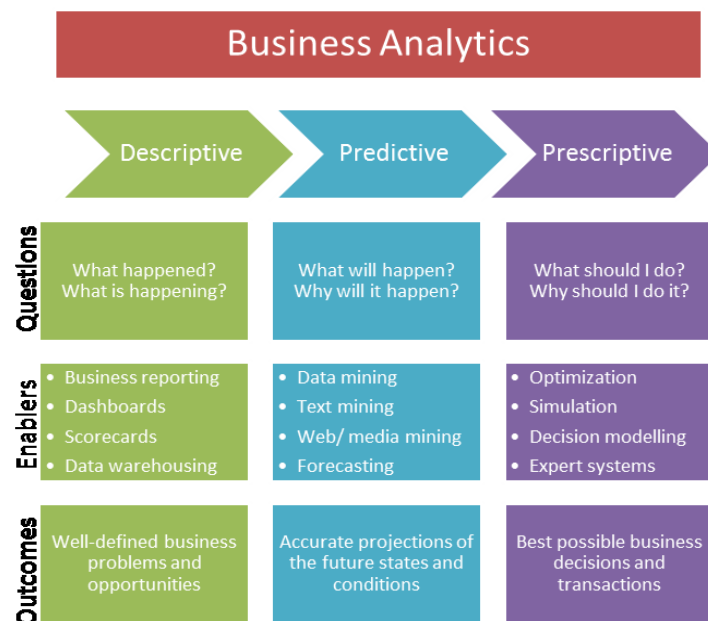 Business Analytics
Descriptive
Predictive
Prescriptive
Questions
What happened?
What is happening?
What will happen?
Why will it happen?
What should I do?
Why should I do it?
Enablers
• Business reporting
• Dashboards
• Scorecards
• Data warehousing
• Data mining
• Text mining
• Web/ media mining
• Forecasting
• Optimization
• Simulation
• Decision modelling
• Expert systems
Outcomes
Well-defined business
problems and
opportunities
Accurate projections of
the future states and
conditions
Best possible business
decisions and
transactions